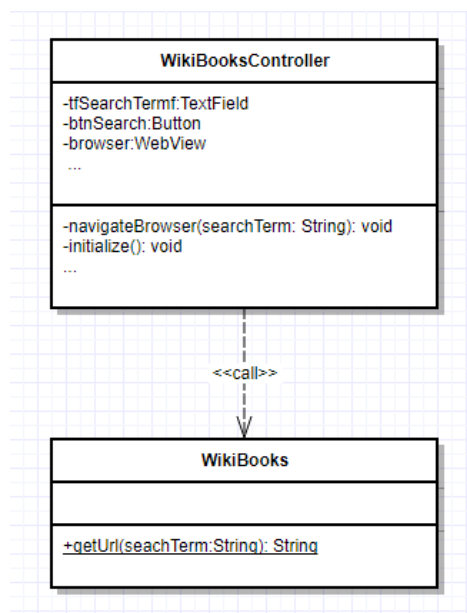 WikiBooksController
-tfSearchTermf:TextField
-btnSearch:Button
-browser:WebView
...
-navigateBrowser(searchTerm: String): void
-initialize(): void
...
<<call>>
WikiBooks
+getUrl(seachTerm:String): String